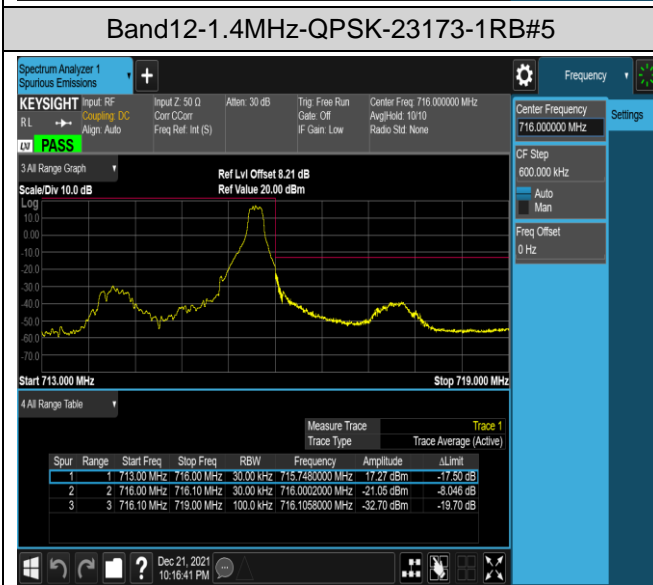 Band12-1.4MHz-QPSK-23173-1RB#5
Spectrum Analyzer 1
Spurious Emissions
+
Frequency
KEYSIGHT Input: RF
RL
Coupling: DC
Align: Auto
Input Z: 50 Ω
Corr CCorr
Freq Ref: Int (S)
Atten: 30 dB
Trig: Free Run
Gate: Off
IF Gain: Low
Center Freq: 716.000000 MHz
Avg|Hold: 10/10
Radio Std: None
LXI PASS
Center Frequency
716.000000 MHz
Settings
CF Step
600.000 kHz
Auto
Man
Freq Offset
0 Hz
3 All Range Graph
Ref Lvl Offset 8.21 dB
Scale/Div 10.0 dB
Ref Value 20.00 dBm
Log
10.0
0.00
-10.0
-20.0
-30.0
-40.0
-50.0
-60.0
-70.0
Start 713.000 MHz
Stop 719.000 MHz
4 All Range Table
Measure Trace Trace 1
Trace Type Trace Average (Active)
Spur Range Start Freq Stop Freq RBW Frequency Amplitude ΔLimit
1 1 713.00 MHz 716.00 MHz 30.00 kHz 715.7480000 MHz 17.27 dBm -17.50 dB
2 2 716.00 MHz 716.10 MHz 30.00 kHz 716.0002000 MHz -21.05 dBm -8.046 dB
3 3 716.10 MHz 719.00 MHz 100.0 kHz 716.1058000 MHz -32.70 dBm -19.70 dB
?
Dec 21, 2021
10:16:41 PM